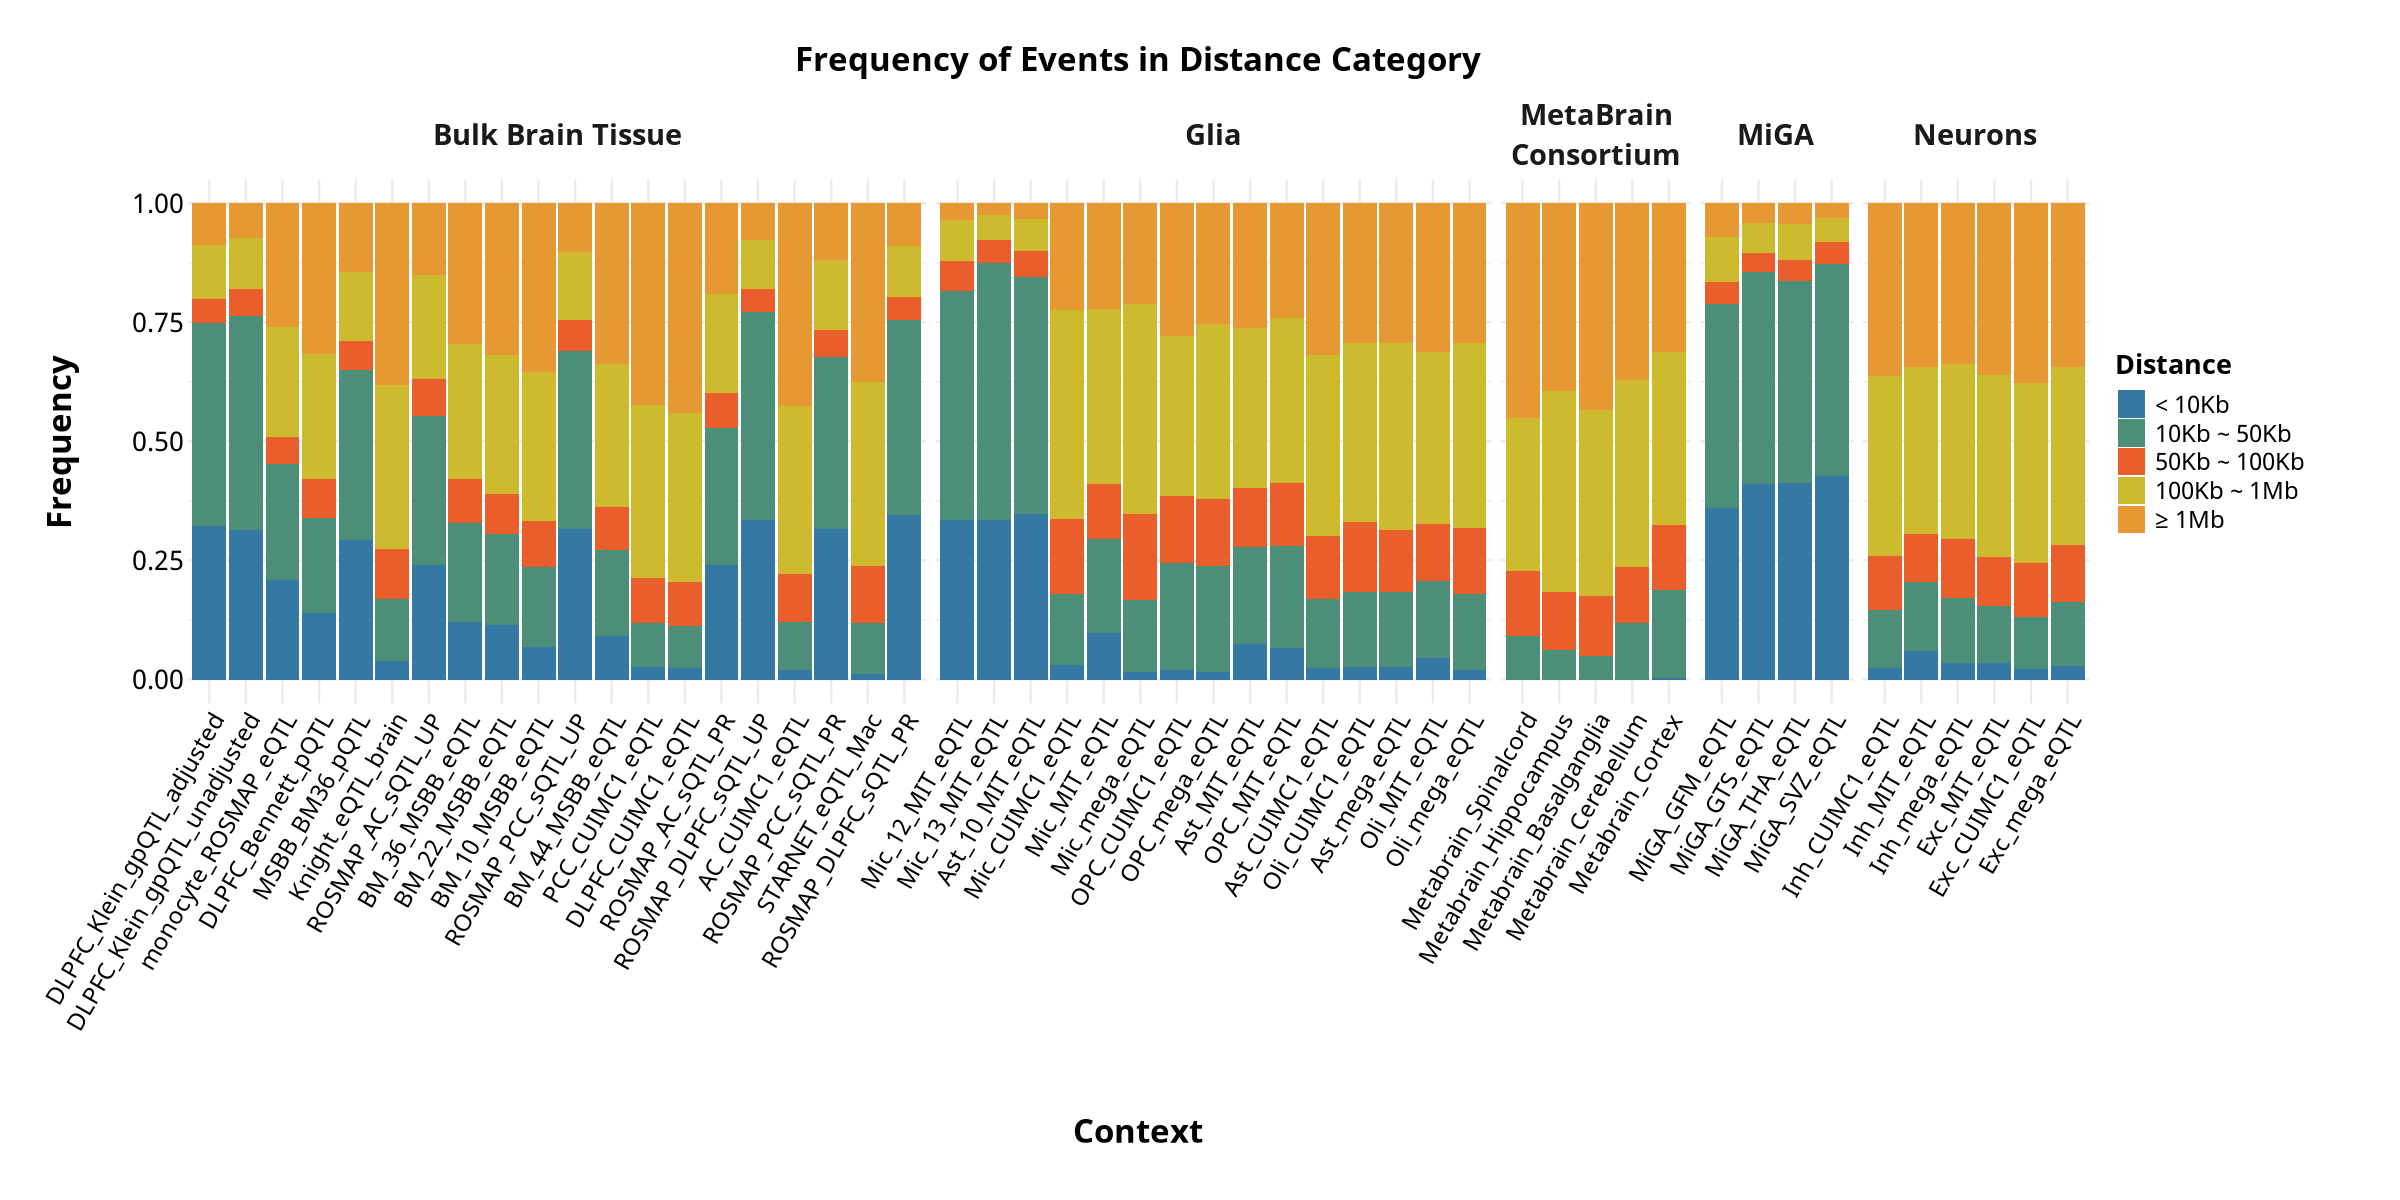 Frequency of Events in Distance Category
Bulk Brain Tissue
Glia
MetaBrain
Consortium
MiGA
Neurons
Frequency
1.00
0.75
0.50
0.25
0.00
DLPFC_Klein_gpQTL_adjusted
DLPFC_Klein_gpQTL_unadjusted
monocyte_ROSMAP_eQTL
DLPFC_Bennett_pQTL
MSBB_BM36_pQTL
Knight_eQTL_brain
ROSMAP_AC_sQTL_UP
BM_36_MSBB_eQTL
BM_22_MSBB_eQTL
BM_10_MSBB_eQTL
ROSMAP_PCC_sQTL_UP
BM_44_MSBB_eQTL
PCC_CUIMC1_eQTL
DLPFC_CUIMC1_eQTL
ROSMAP_AC_sQTL_PR
ROSMAP_DLPFC_sQTL_UP
AC_CUIMC1_eQTL
ROSMAP_PCC_sQTL_PR
STARNET_eQTL_Mac
ROSMAP_DLPFC_sQTL_PR
Mic_12_MIT_eQTL
Mic_13_MIT_eQTL
Ast_10_MIT_eQTL
Mic_CUIMC1_eQTL
Mic_MIT_eQTL
Mic_mega_eQTL
OPC_CUIMC1_eQTL
OPC_mega_eQTL
Ast_MIT_eQTL
OPC_MIT_eQTL
Ast_CUIMC1_eQTL
Oli_CUIMC1_eQTL
Ast_mega_eQTL
Oli_MIT_eQTL
Oli_mega_eQTL
Metabrain_Spinalcord
Metabrain_Hippocampus
Metabrain_Basalganglia
Metabrain_Cerebellum
Metabrain_Cortex
MiGA_GFM_eQTL
MiGA_GTS_eQTL
MiGA_THA_eQTL
MiGA_SVZ_eQTL
Inh_CUIMC1_eQTL
Inh_MIT_eQTL
Inh_mega_eQTL
Exc_MIT_eQTL
Exc_CUIMC1_eQTL
Exc_mega_eQTL
Context
Distance
< 10Kb
10Kb ~ 50Kb
50Kb ~ 100Kb
100Kb ~ 1Mb
≥ 1Mb